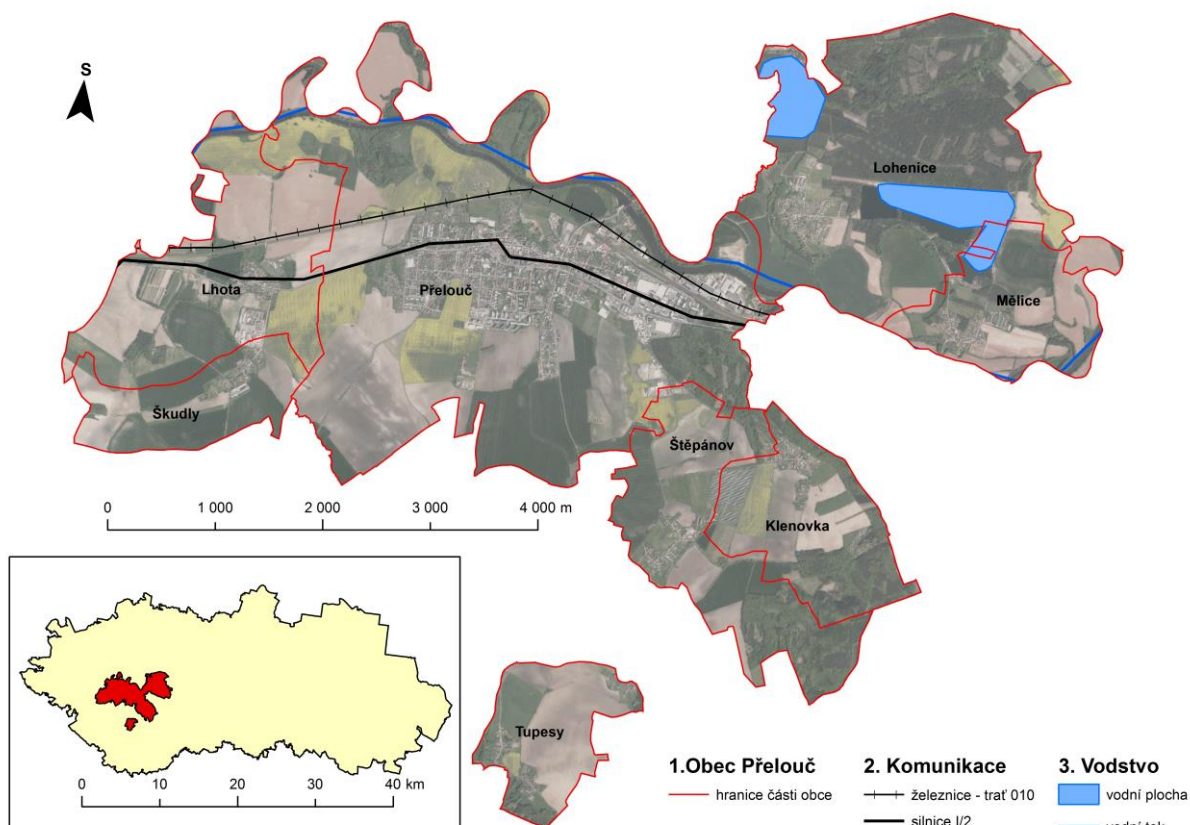 S
Lohenice
Lhota
Přelouč
Mělice
Škudly
Štěpánov
Klenovka
0 1 000 2 000 3 000 4 000 m
Tupesy
0 10 20 30 40 km
1.Obec Přelouč
hranice části obce
2. Komunikace
železnice - trať 010
silnice I/2
3. Vodstvo
vodní plocha
vodní tok